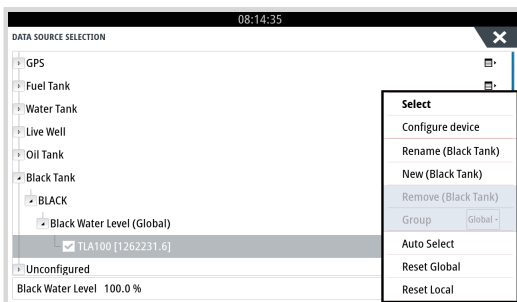 08:14:35
DATA SOURCE SELECTION
GPS
Fuel Tank
Water Tank
Live Well
Oil Tank
Black Tank
BLACK
Black Water Level (Global)
TLA100 [1262231.6]
Unconfigured
Black Water Level 100.0 %
Select
Configure device
Rename (Black Tank)
New (Black Tank)
Remove (Black Tank)
Group Global
Auto Select
Reset Global
Reset Local